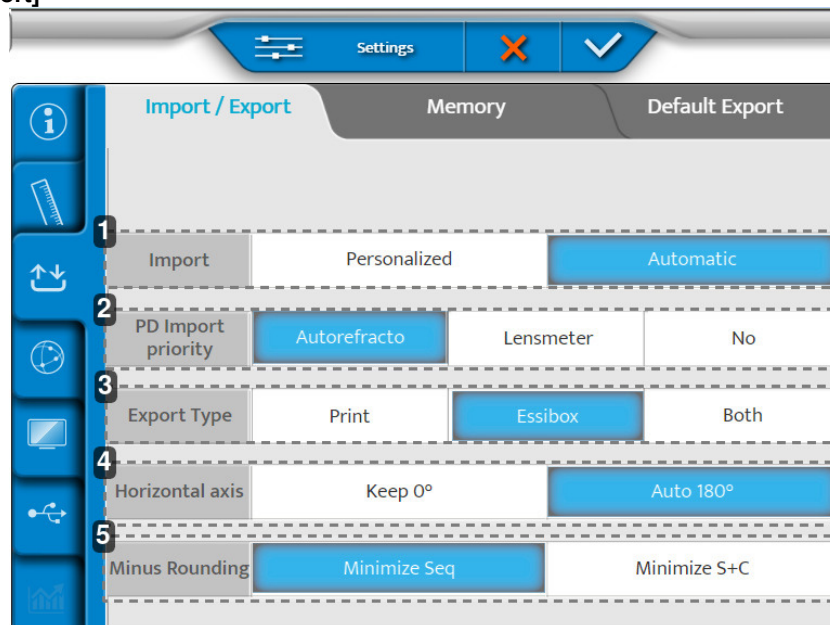 Settings
Import / Export Memory Default Export
1
Import Personalized Automatic
2
PD Import
priority
Autorefracto Lensmeter No
3
Export Type Print Essibox Both
4
Horizontal axis Keep 0° Auto 180°
5
Minus Rounding Minimize Seq Minimize S+C